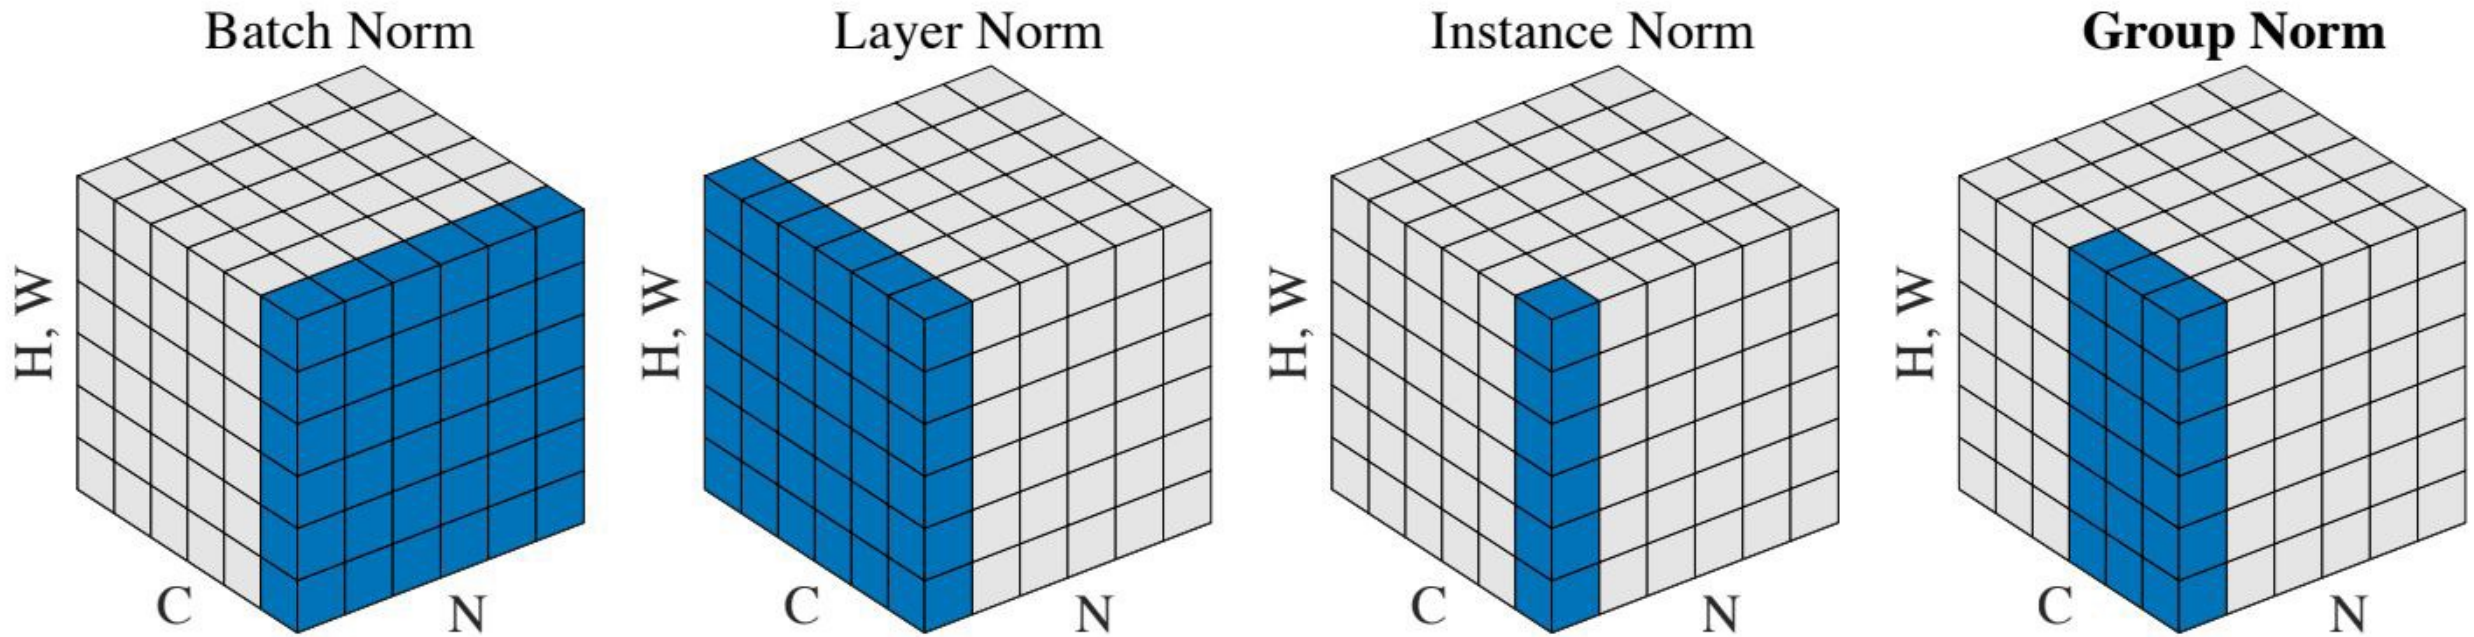 Batch Norm
H, W
C
N
Layer Norm
H, W
C
N
Instance Norm
H, W
C
N
Group Norm
H, W
C
N